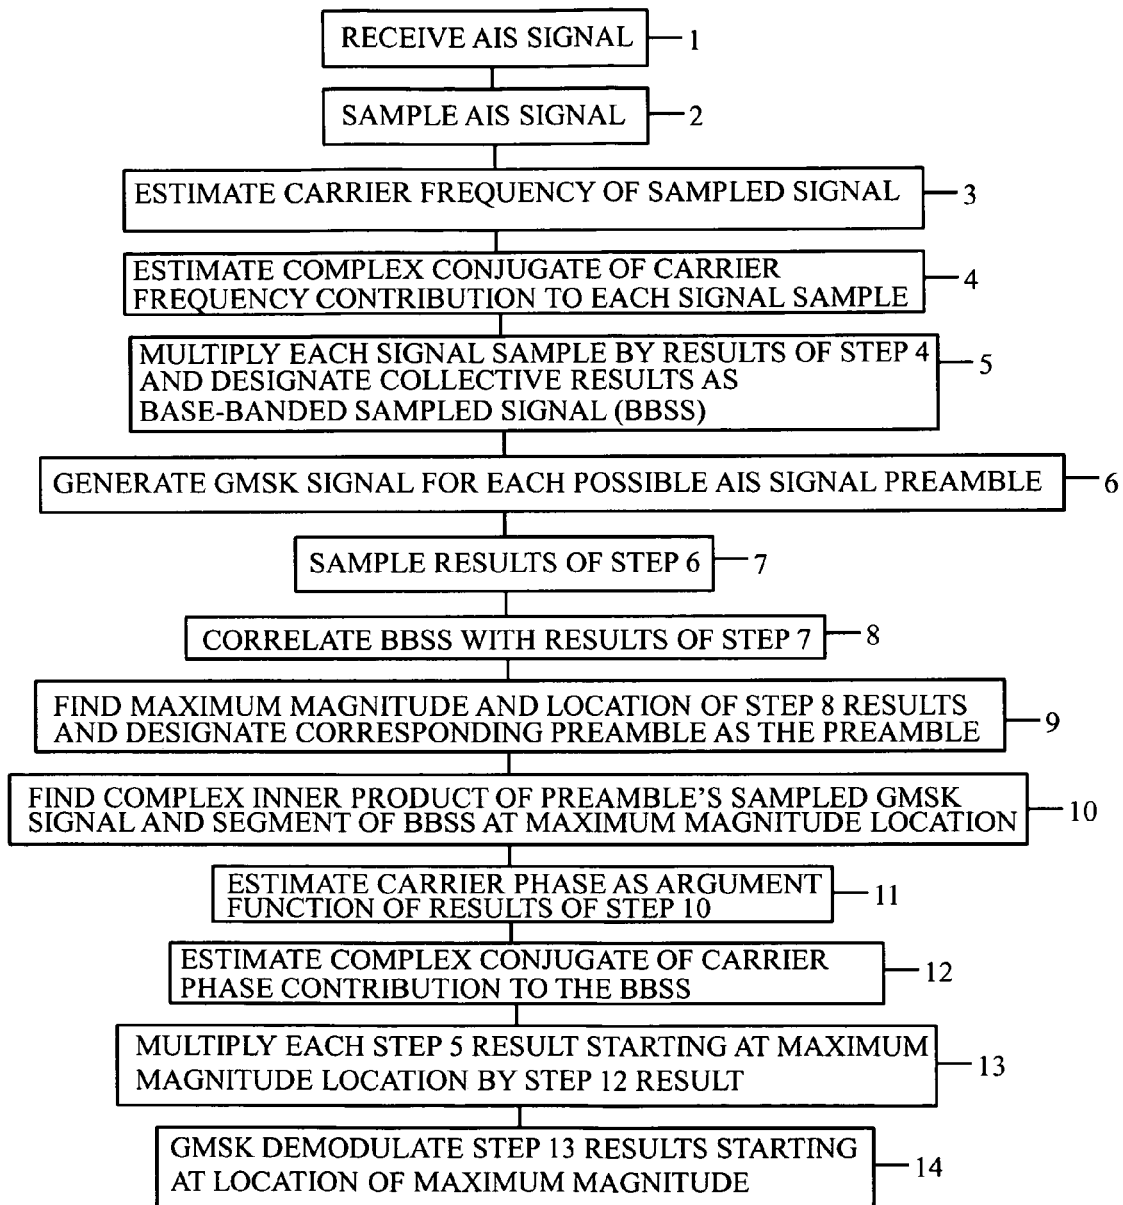 RECEIVE AIS SIGNAL
1
SAMPLE AIS SIGNAL
2
ESTIMATE CARRIER FREQUENCY OF SAMPLED SIGNAL
3
ESTIMATE COMPLEX CONJUGATE OF CARRIER
FREQUENCY CONTRIBUTION TO EACH SIGNAL SAMPLE
4
MULTIPLY EACH SIGNAL SAMPLE BY RESULTS OF STEP 4
AND DESIGNATE COLLECTIVE RESULTS AS
BASE-BANDED SAMPLED SIGNAL (BBSS)
5
GENERATE GMSK SIGNAL FOR EACH POSSIBLE AIS SIGNAL PREAMBLE
6
SAMPLE RESULTS OF STEP 6
7
CORRELATE BBSS WITH RESULTS OF STEP 7
8
FIND MAXIMUM MAGNITUDE AND LOCATION OF STEP 8 RESULTS
AND DESIGNATE CORRESPONDING PREAMBLE AS THE PREAMBLE
9
FIND COMPLEX INNER PRODUCT OF PREAMBLE'S SAMPLED GMSK
SIGNAL AND SEGMENT OF BBSS AT MAXIMUM MAGNITUDE LOCATION
10
ESTIMATE CARRIER PHASE AS ARGUMENT
FUNCTION OF RESULTS OF STEP 10
11
ESTIMATE COMPLEX CONJUGATE OF CARRIER
PHASE CONTRIBUTION TO THE BBSS
12
MULTIPLY EACH STEP 5 RESULT STARTING AT MAXIMUM
MAGNITUDE LOCATION BY STEP 12 RESULT
13
GMSK DEMODULATE STEP 13 RESULTS STARTING
AT LOCATION OF MAXIMUM MAGNITUDE
14